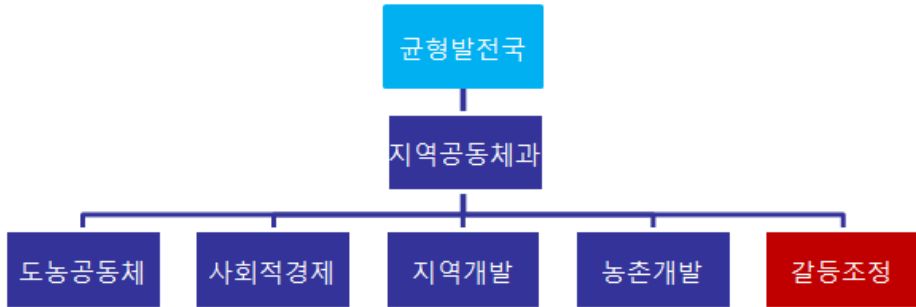 균형발전국
지역공동체과
도농공동체
사회적경제
지역개발
농촌개발
갈등조정